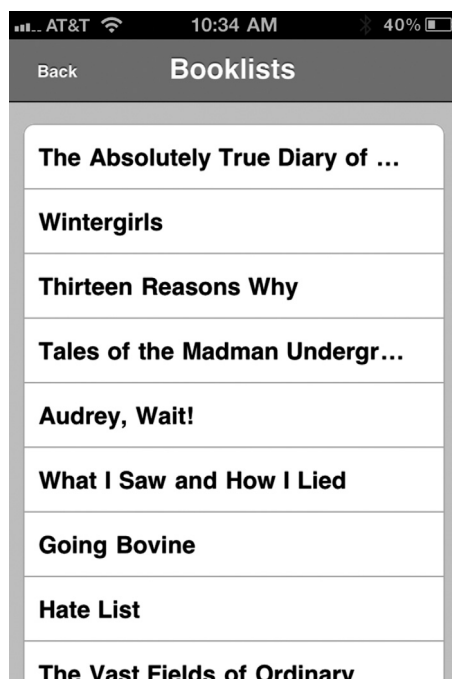 AT&T 10:34 AM 40%
Back Booklists
The Absolutely True Diary of ...
Wintergirls
Thirteen Reasons Why
Tales of the Madman Undergr...
Audrey, Wait!
What I Saw and How I Lied
Going Bovine
Hate List
The Vast Fields of Ordinary